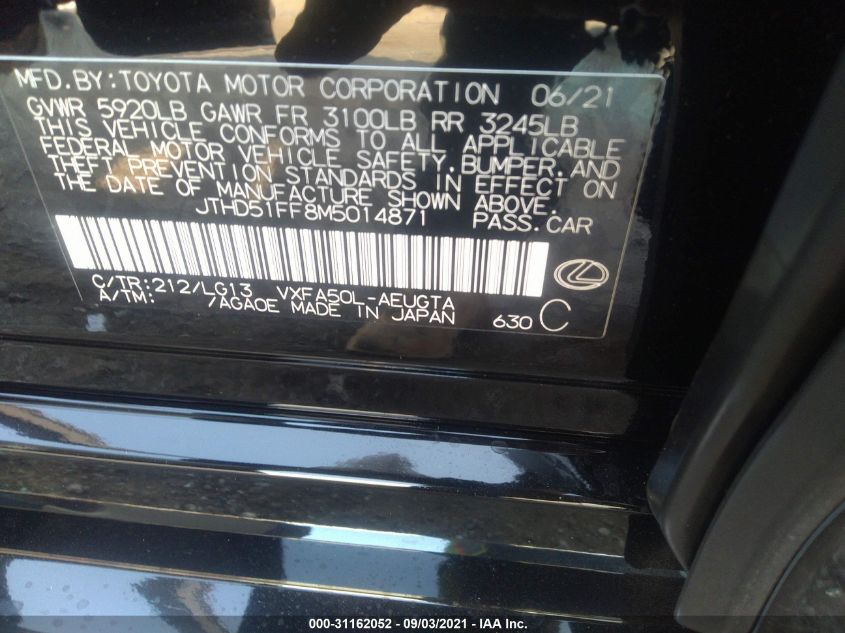 MFD.BY:TOYOTA MOTOR CORPORATION 06/21
GVWR 5920LB GAWR FR 3100LB RR 3245LB
THIS VEHICLE CONFORMS TO ALL APPLICABLE
FEDERAL MOTOR VEHICLE SAFETY,BUMPER,AND
THEFT PREVENTION STANDARDS IN EFFECT ON
THE DATE OF MANUFACTURE SHOWN ABOVE.
JTHD51FF8M5014871 PASS.CAR
C/TR:212/LG13 VXFA50L-AEUGTA
A/TM: 7AGA0E MADE IN JAPAN 630 C
000-31162052 - 09/03/2021 - IAA Inc.